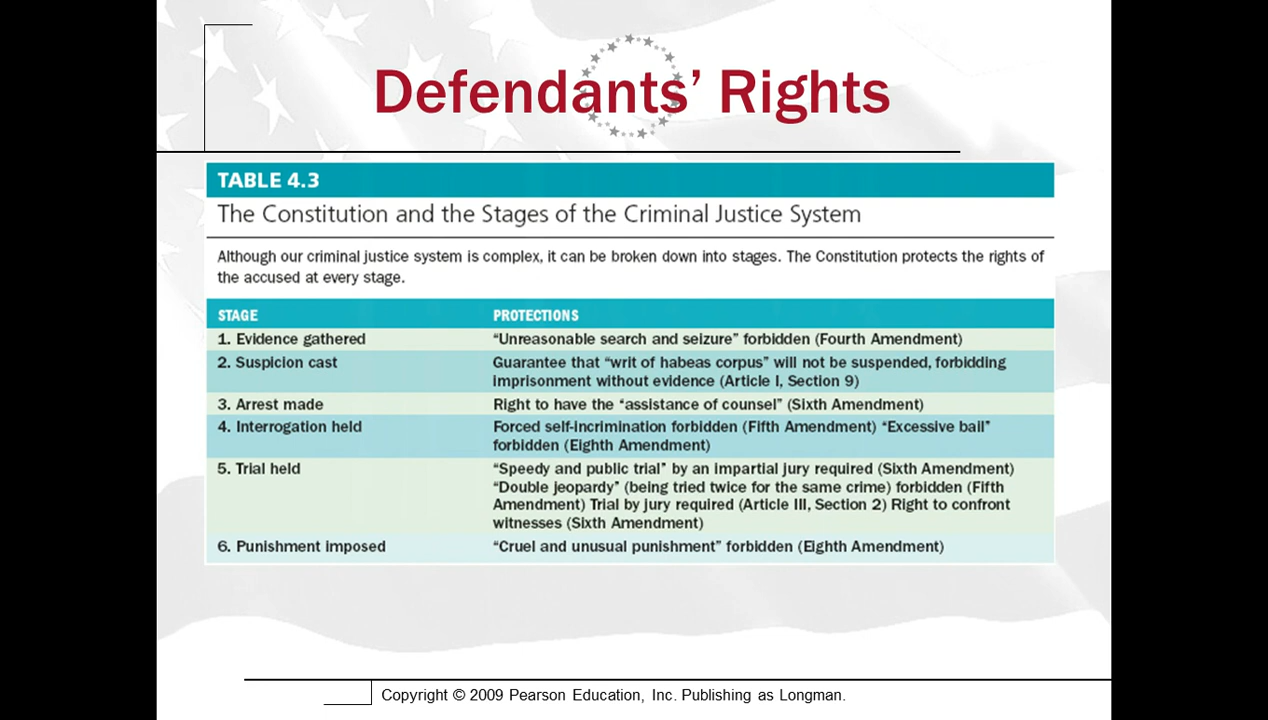 Defendants’ Rights
TABLE 4.3
The Constitution and the Stages of the Criminal Justice System
Although our criminal justice system is complex, it can be broken down into stages. The Constitution protects the rights of
the accused at every stage.
STAGE PROTECTIONS
1. Evidence gathered “Unreasonable search and seizure” forbidden (Fourth Amendment)
2. Suspicion cast Guarantee that “writ of habeas corpus” will not be suspended, forbidding
imprisonment without evidence (Article I, Section 9)
3. Arrest made Right to have the “assistance of counsel” (Sixth Amendment)
4. Interrogation held Forced self-incrimination forbidden (Fifth Amendment) “Excessive bail”
forbidden (Eighth Amendment)
5. Trial held “Speedy and public trial” by an impartial jury required (Sixth Amendment)
“Double jeopardy” (being tried twice for the same crime) forbidden (Fifth
Amendment) Trial by jury required (Article III, Section 2) Right to confront
witnesses (Sixth Amendment)
6. Punishment imposed “Cruel and unusual punishment” forbidden (Eighth Amendment)
Copyright © 2009 Pearson Education, Inc. Publishing as Longman.